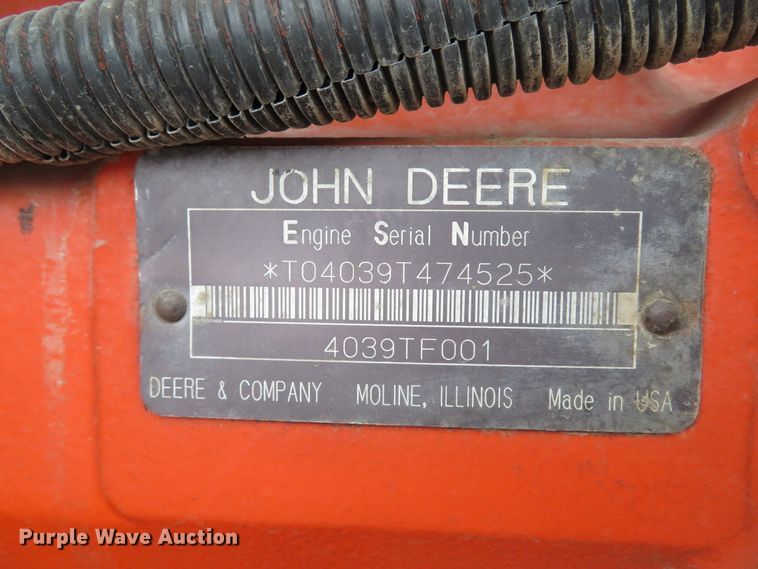 JOHN DEERE
Engine Serial Number
*T04039T474525*
4039TF001
DEERE & COMPANY MOLINE, ILLINOIS Made in USA
Purple Wave Auction